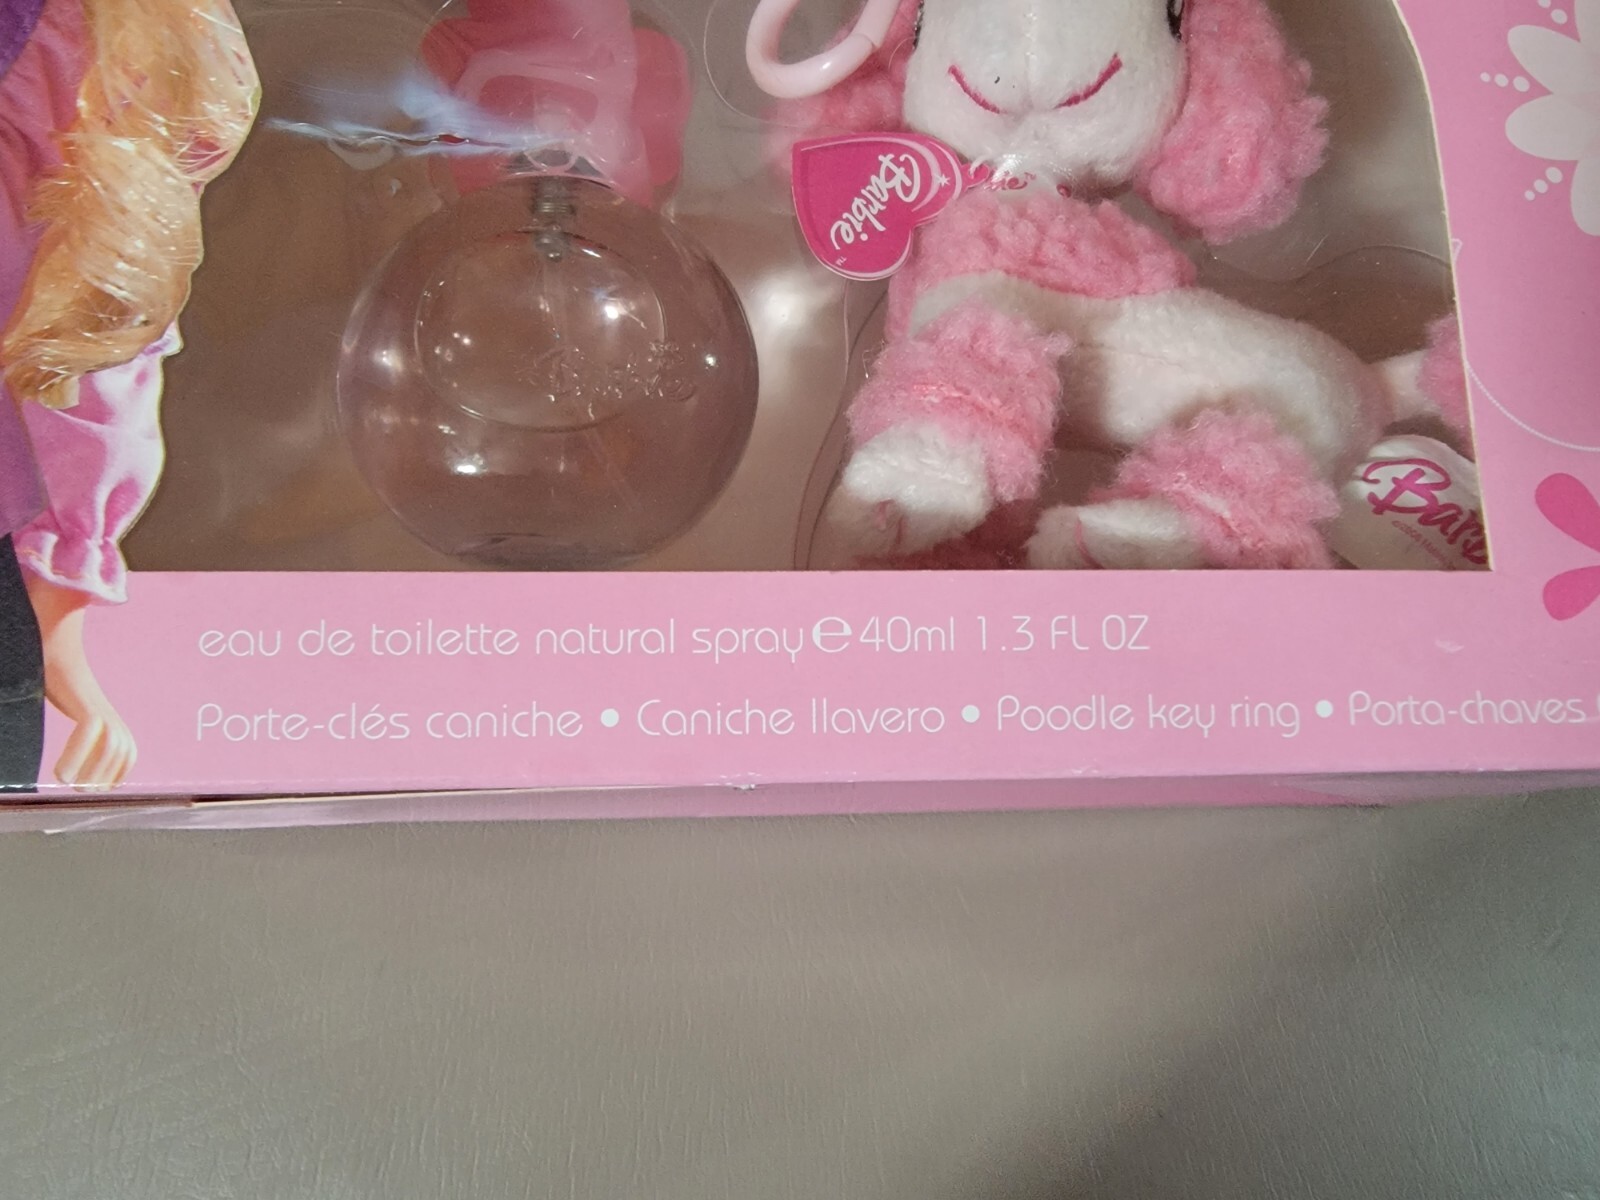 Barbie™
Barbie
eau de toilette natural spray ℮ 40ml 1.3 FL OZ
Porte-clés caniche • Caniche llavero • Poodle key ring • Porta-chaves